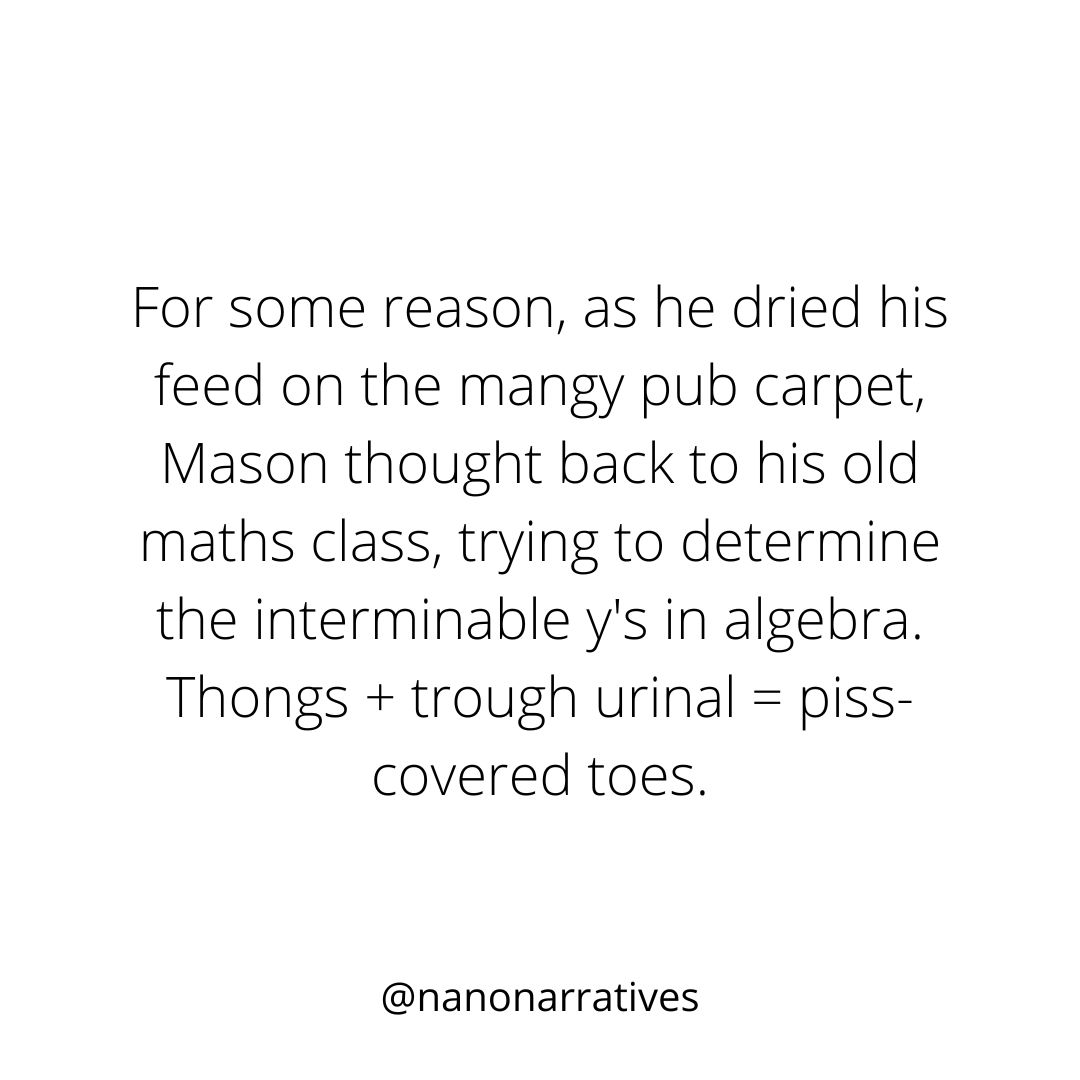 For some reason, as he dried his
feed on the mangy pub carpet,
Mason thought back to his old
maths class, trying to determine
the interminable y's in algebra.
Thongs + trough urinal = piss-
covered toes.
@nanonarratives